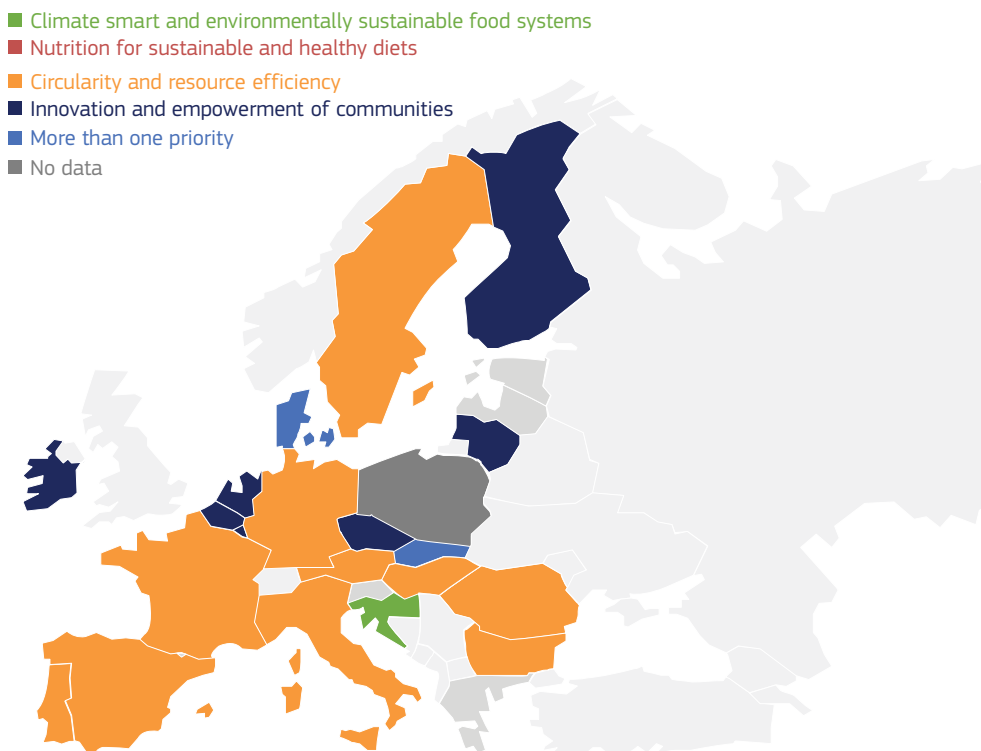 Climate smart and environmentally sustainable food systems
Nutrition for sustainable and healthy diets
Circularity and resource efficiency
Innovation and empowerment of communities
More than one priority
No data